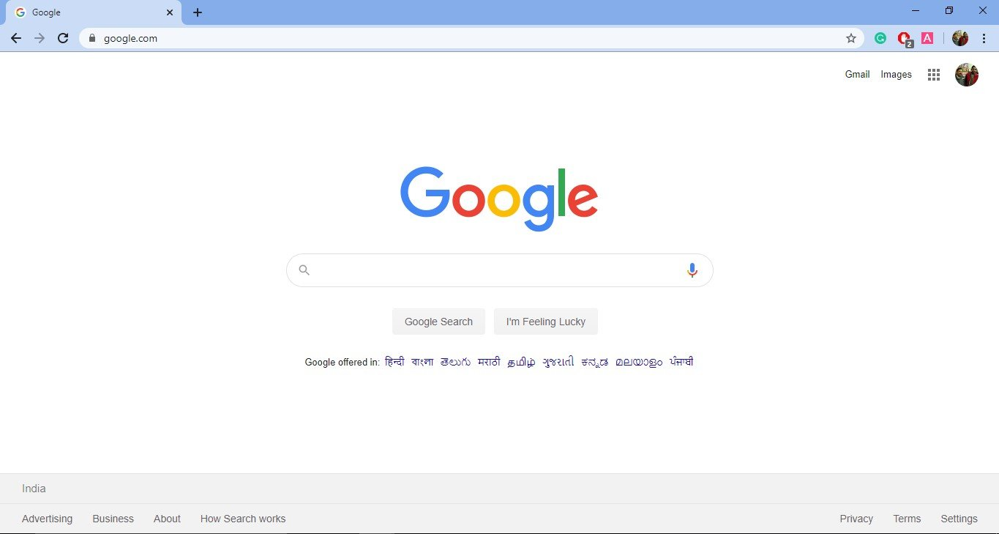 Google
google.com
2
Gmail Images
Google
Google Search I'm Feeling Lucky
Google offered in: हिन्दी বাংলা తెలుగు मराठी தமிழ் ગુજરાતી ಕನ್ನಡ മലയാളം ਪੰਜਾਬੀ
India
Advertising Business About How Search works Privacy Terms Settings